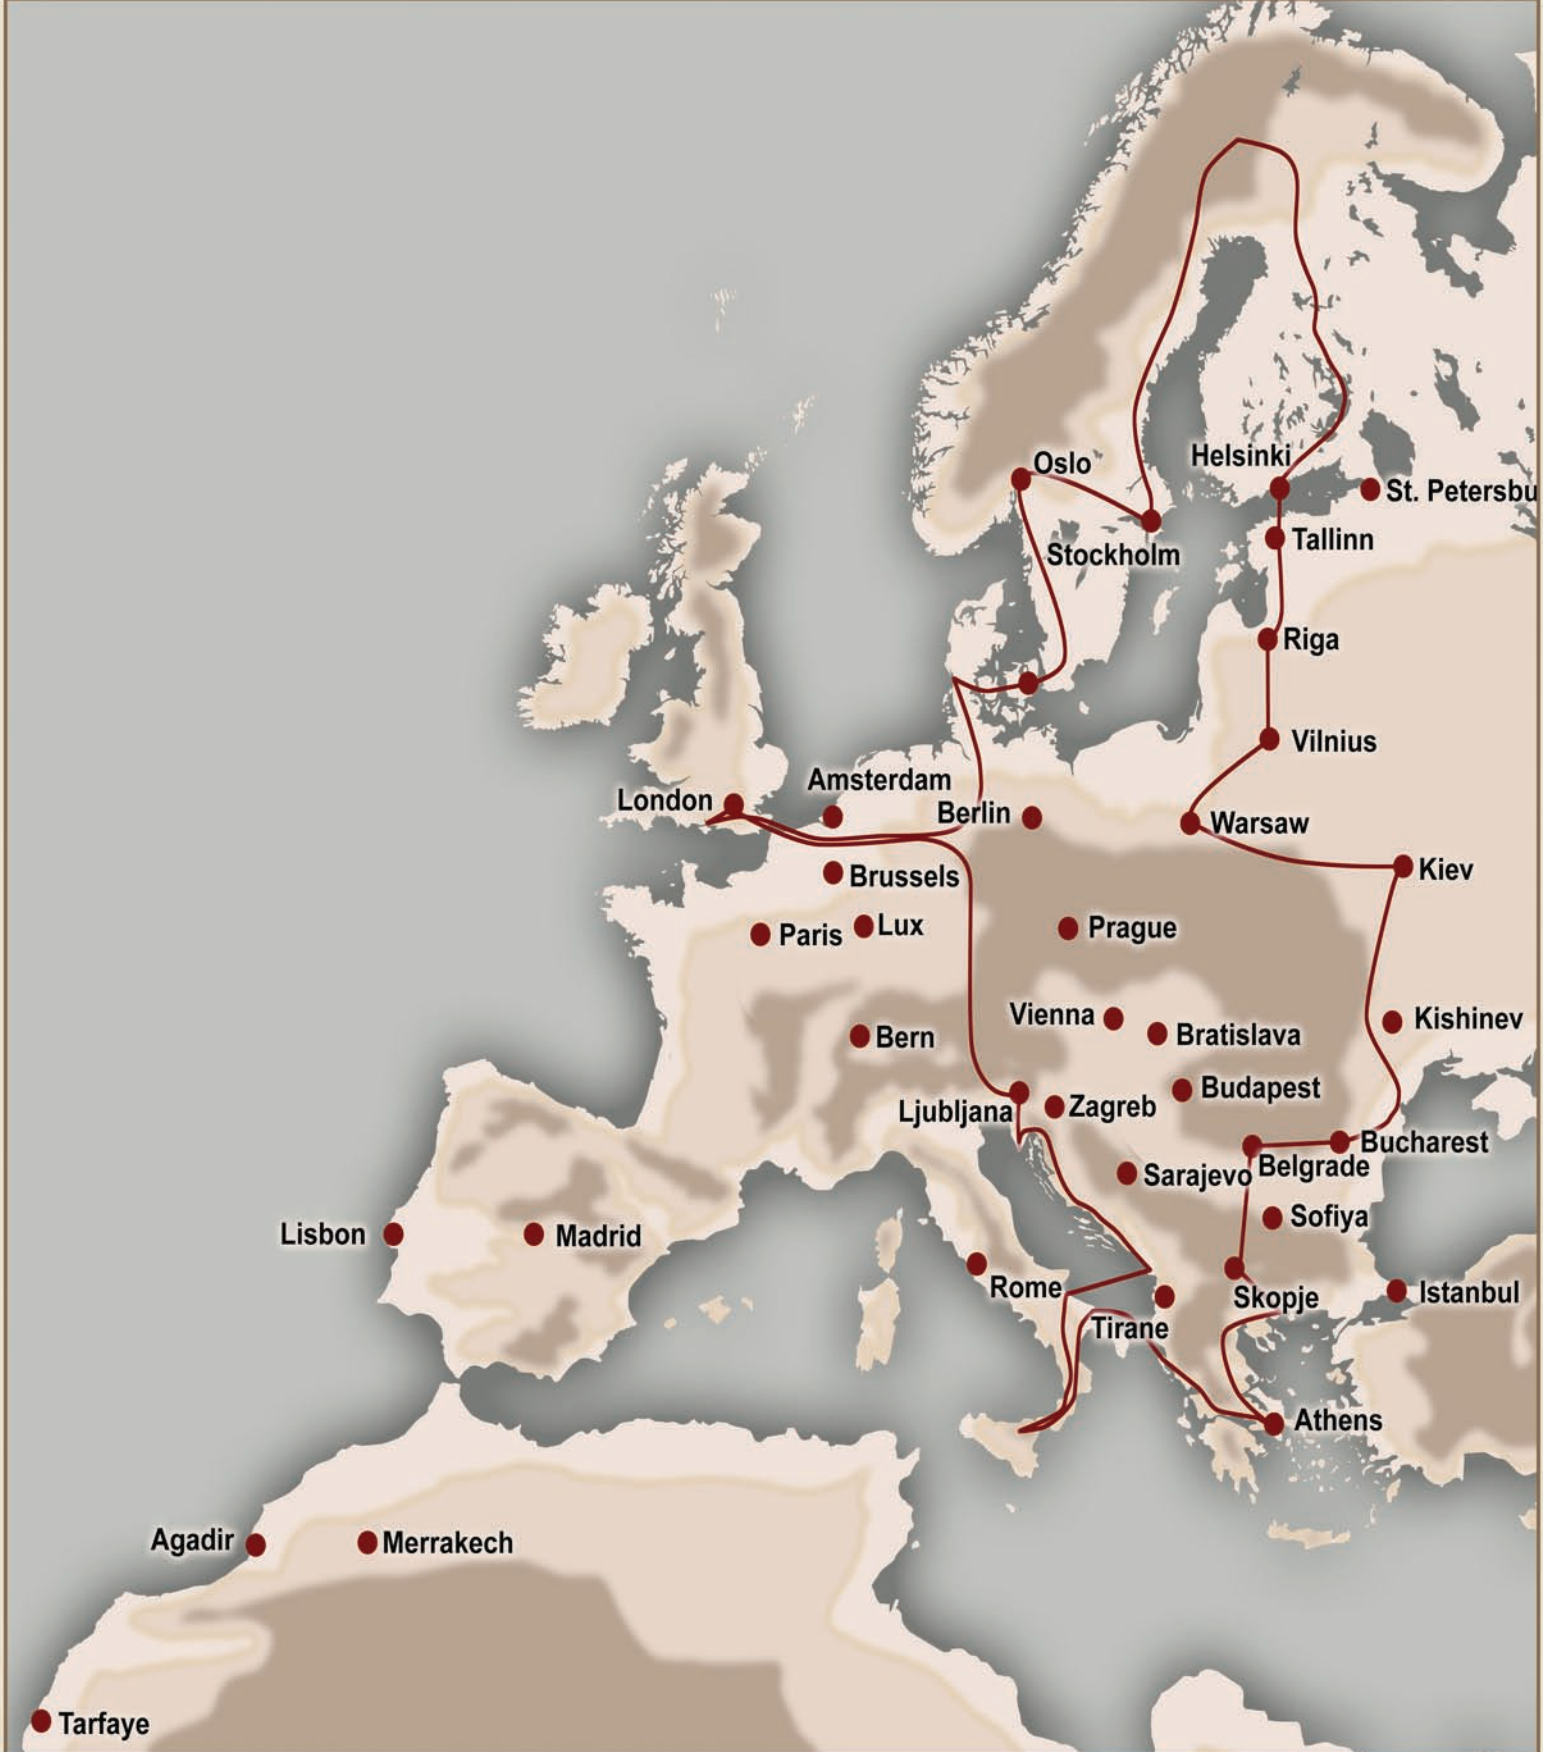 Oslo
Helsinki
St. Petersbu
Tallinn
Stockholm
Riga
Vilnius
Amsterdam
London
Berlin
Warsaw
Kiev
Brussels
Lux
Paris
Prague
Vienna
Kishinev
Bratislava
Bern
Budapest
Zagreb
Ljubljana
Bucharest
Belgrade
Sarajevo
Sofiya
Lisbon
Madrid
Rome
Istanbul
Skopje
Tirane
Athens
Agadir
Merrakech
Tarfaye